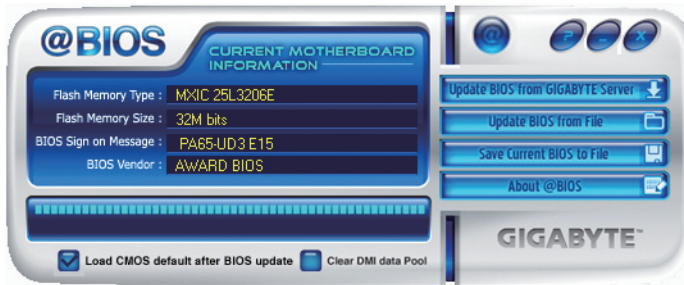 @BIOS
CURRENT MOTHERBOARD
INFORMATION
Flash Memory Type : MXIC 25L3206E
Flash Memory Size : 32M bits
BIOS Sign on Message : PA65-UD3 E15
BIOS Vendor : AWARD BIOS
Load CMOS default after BIOS update Clear DMI data Pool
@ ? – X
Update BIOS from GIGABYTE Server
Update BIOS from File
Save Current BIOS to File
About @BIOS
GIGABYTE™